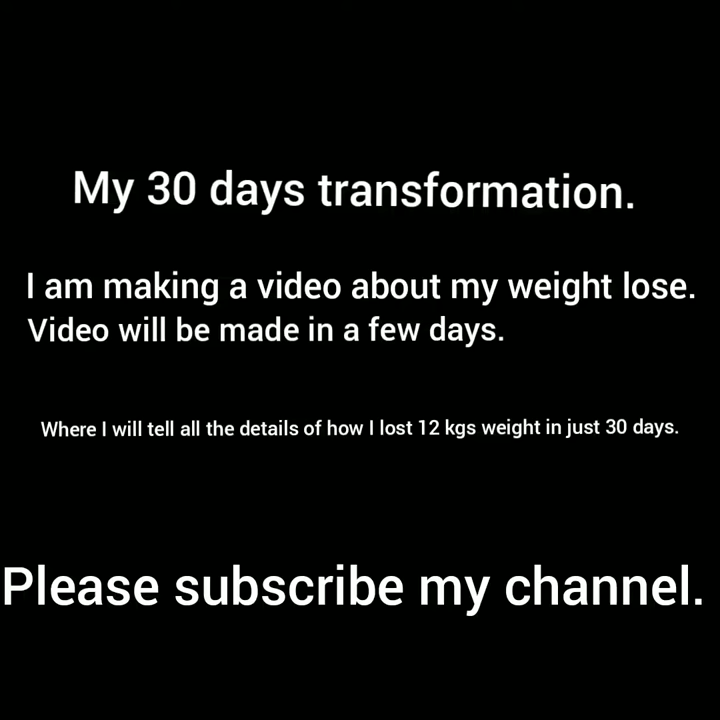 My 30 days transformation.
I am making a video about my weight lose.
Video will be made in a few days.
Where I will tell all the details of how I lost 12 kgs weight in just 30 days.
Please subscribe my channel.